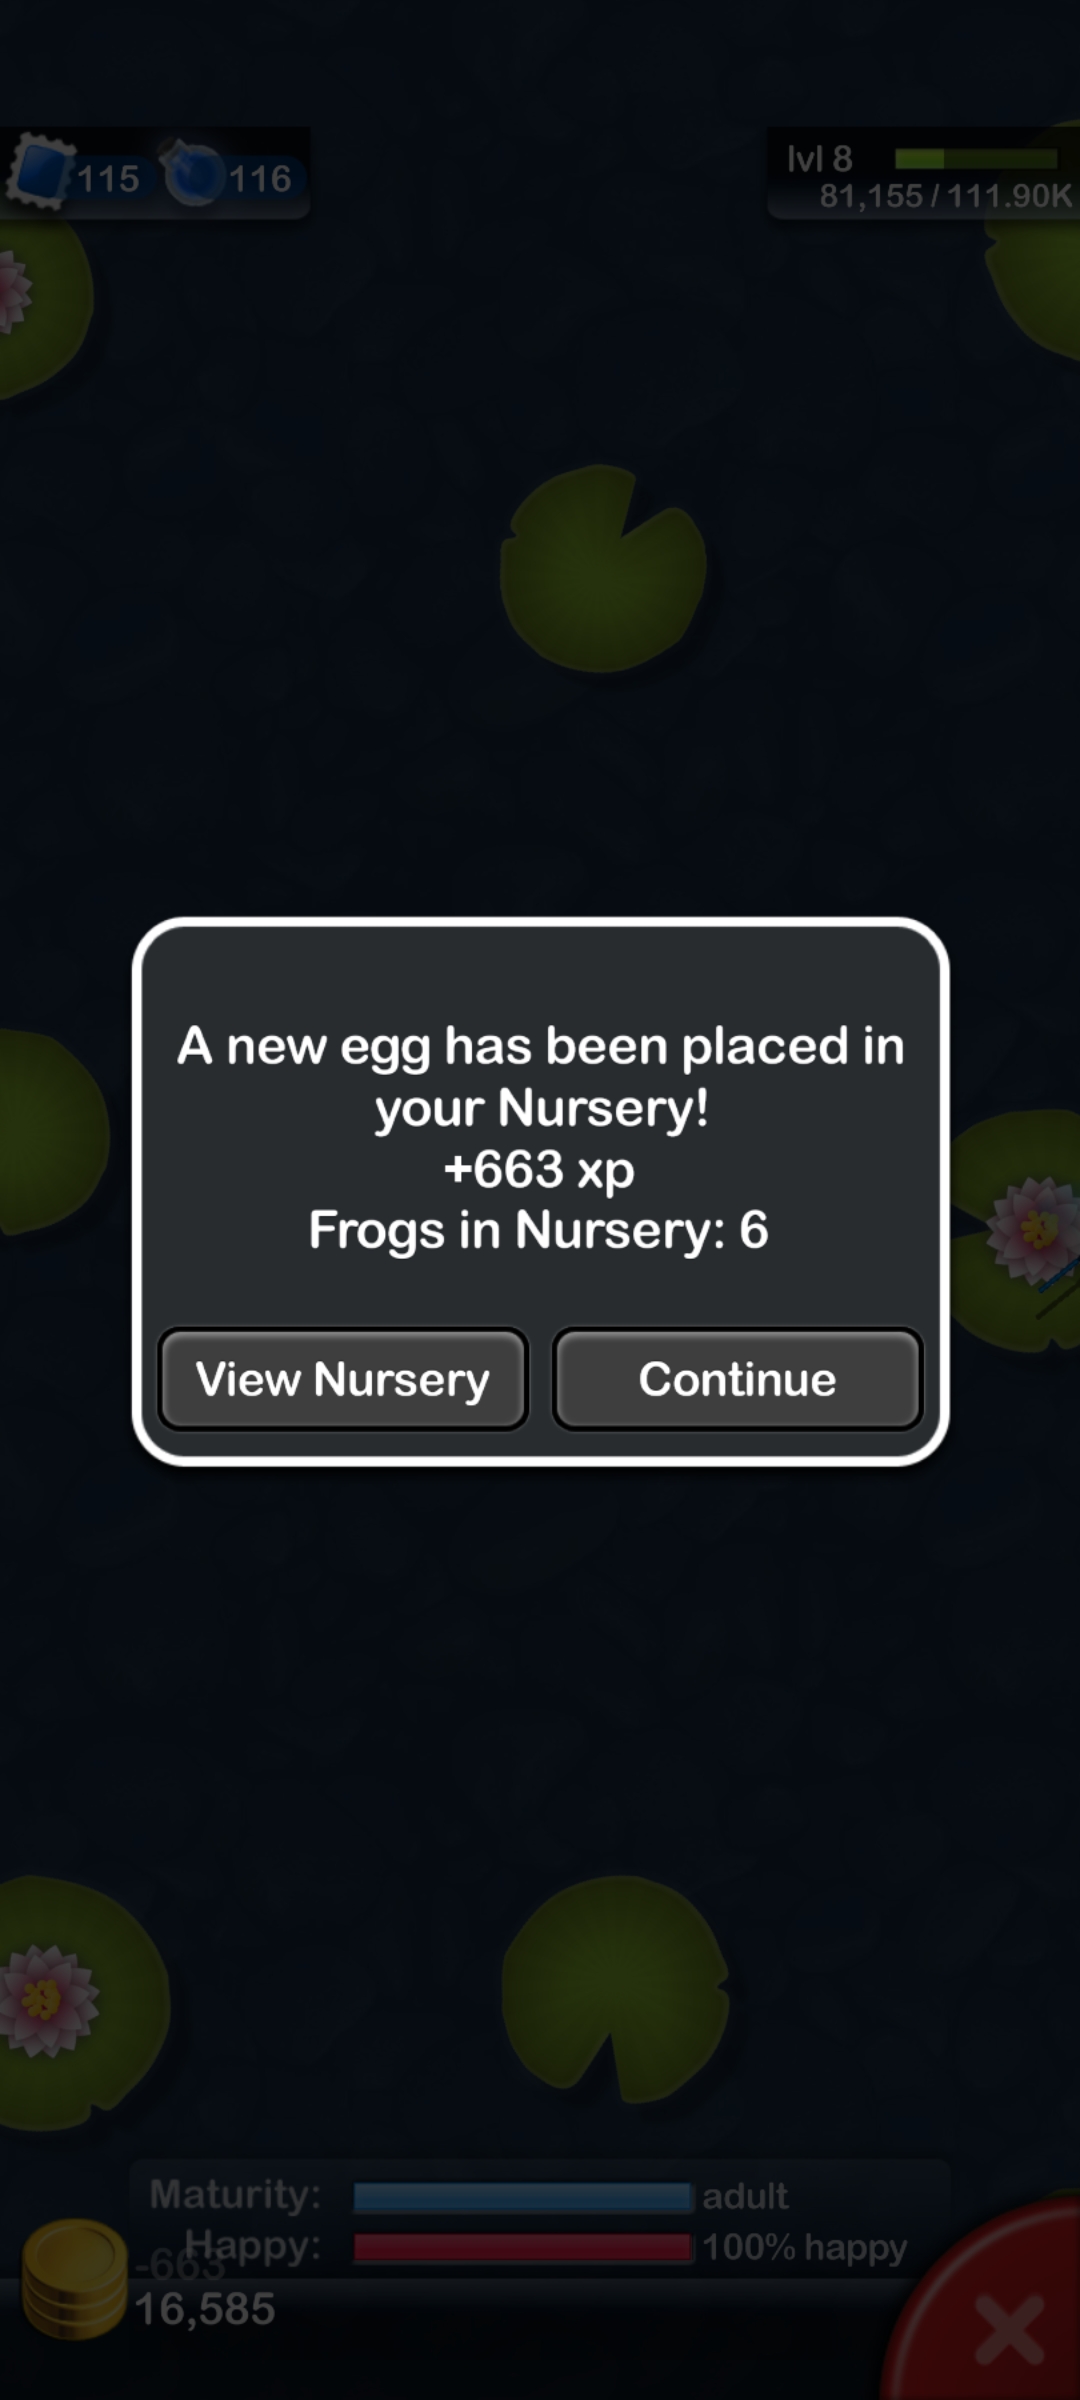 115 116
lvl 8
81,155 / 111.90K
A new egg has been placed in
your Nursery!
+663 xp
Frogs in Nursery: 6
View Nursery Continue
Maturity: adult
Happy: 100% happy
-663
16,585